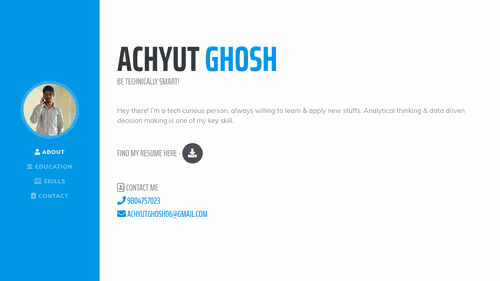 ACHYUT GHOSH
BE TECHNICALLY SMART!
Hey there! I'm a tech curious person, always willing to learn & apply new stuffs. Analytical thinking & data driven
decision making is one of my key skill.
ABOUT
EDUCATION
SKILLS
CONTACT
FIND MY RESUME HERE -
CONTACT ME
9804757023
ACHYUTGHOSH06@GMAIL.COM